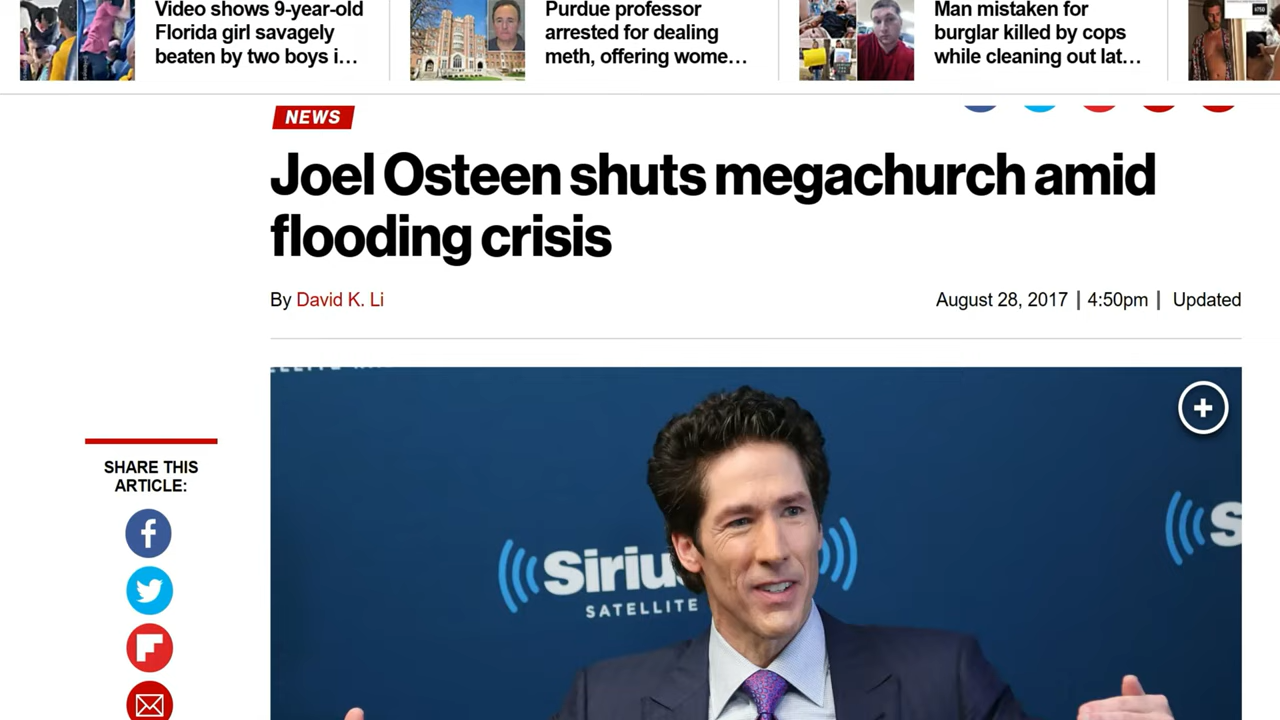 Video shows 9-year-old
Florida girl savagely
beaten by two boys i…
Purdue professor
arrested for dealing
meth, offering wome…
Man mistaken for
burglar killed by cops
while cleaning out lat…
NEWS
Joel Osteen shuts megachurch amid
flooding crisis
By David K. Li
August 28, 2017 | 4:50pm | Updated
SHARE THIS
ARTICLE:
Sirius
SATELLITE
S